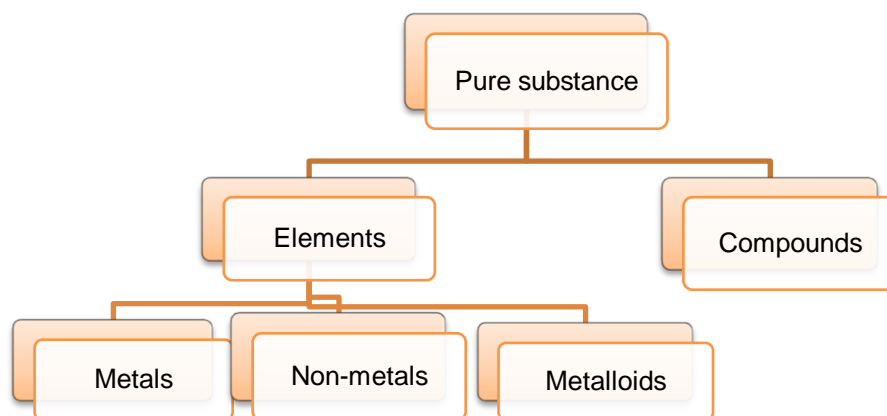 Pure substance
Elements
Compounds
Metals
Non-metals
Metalloids